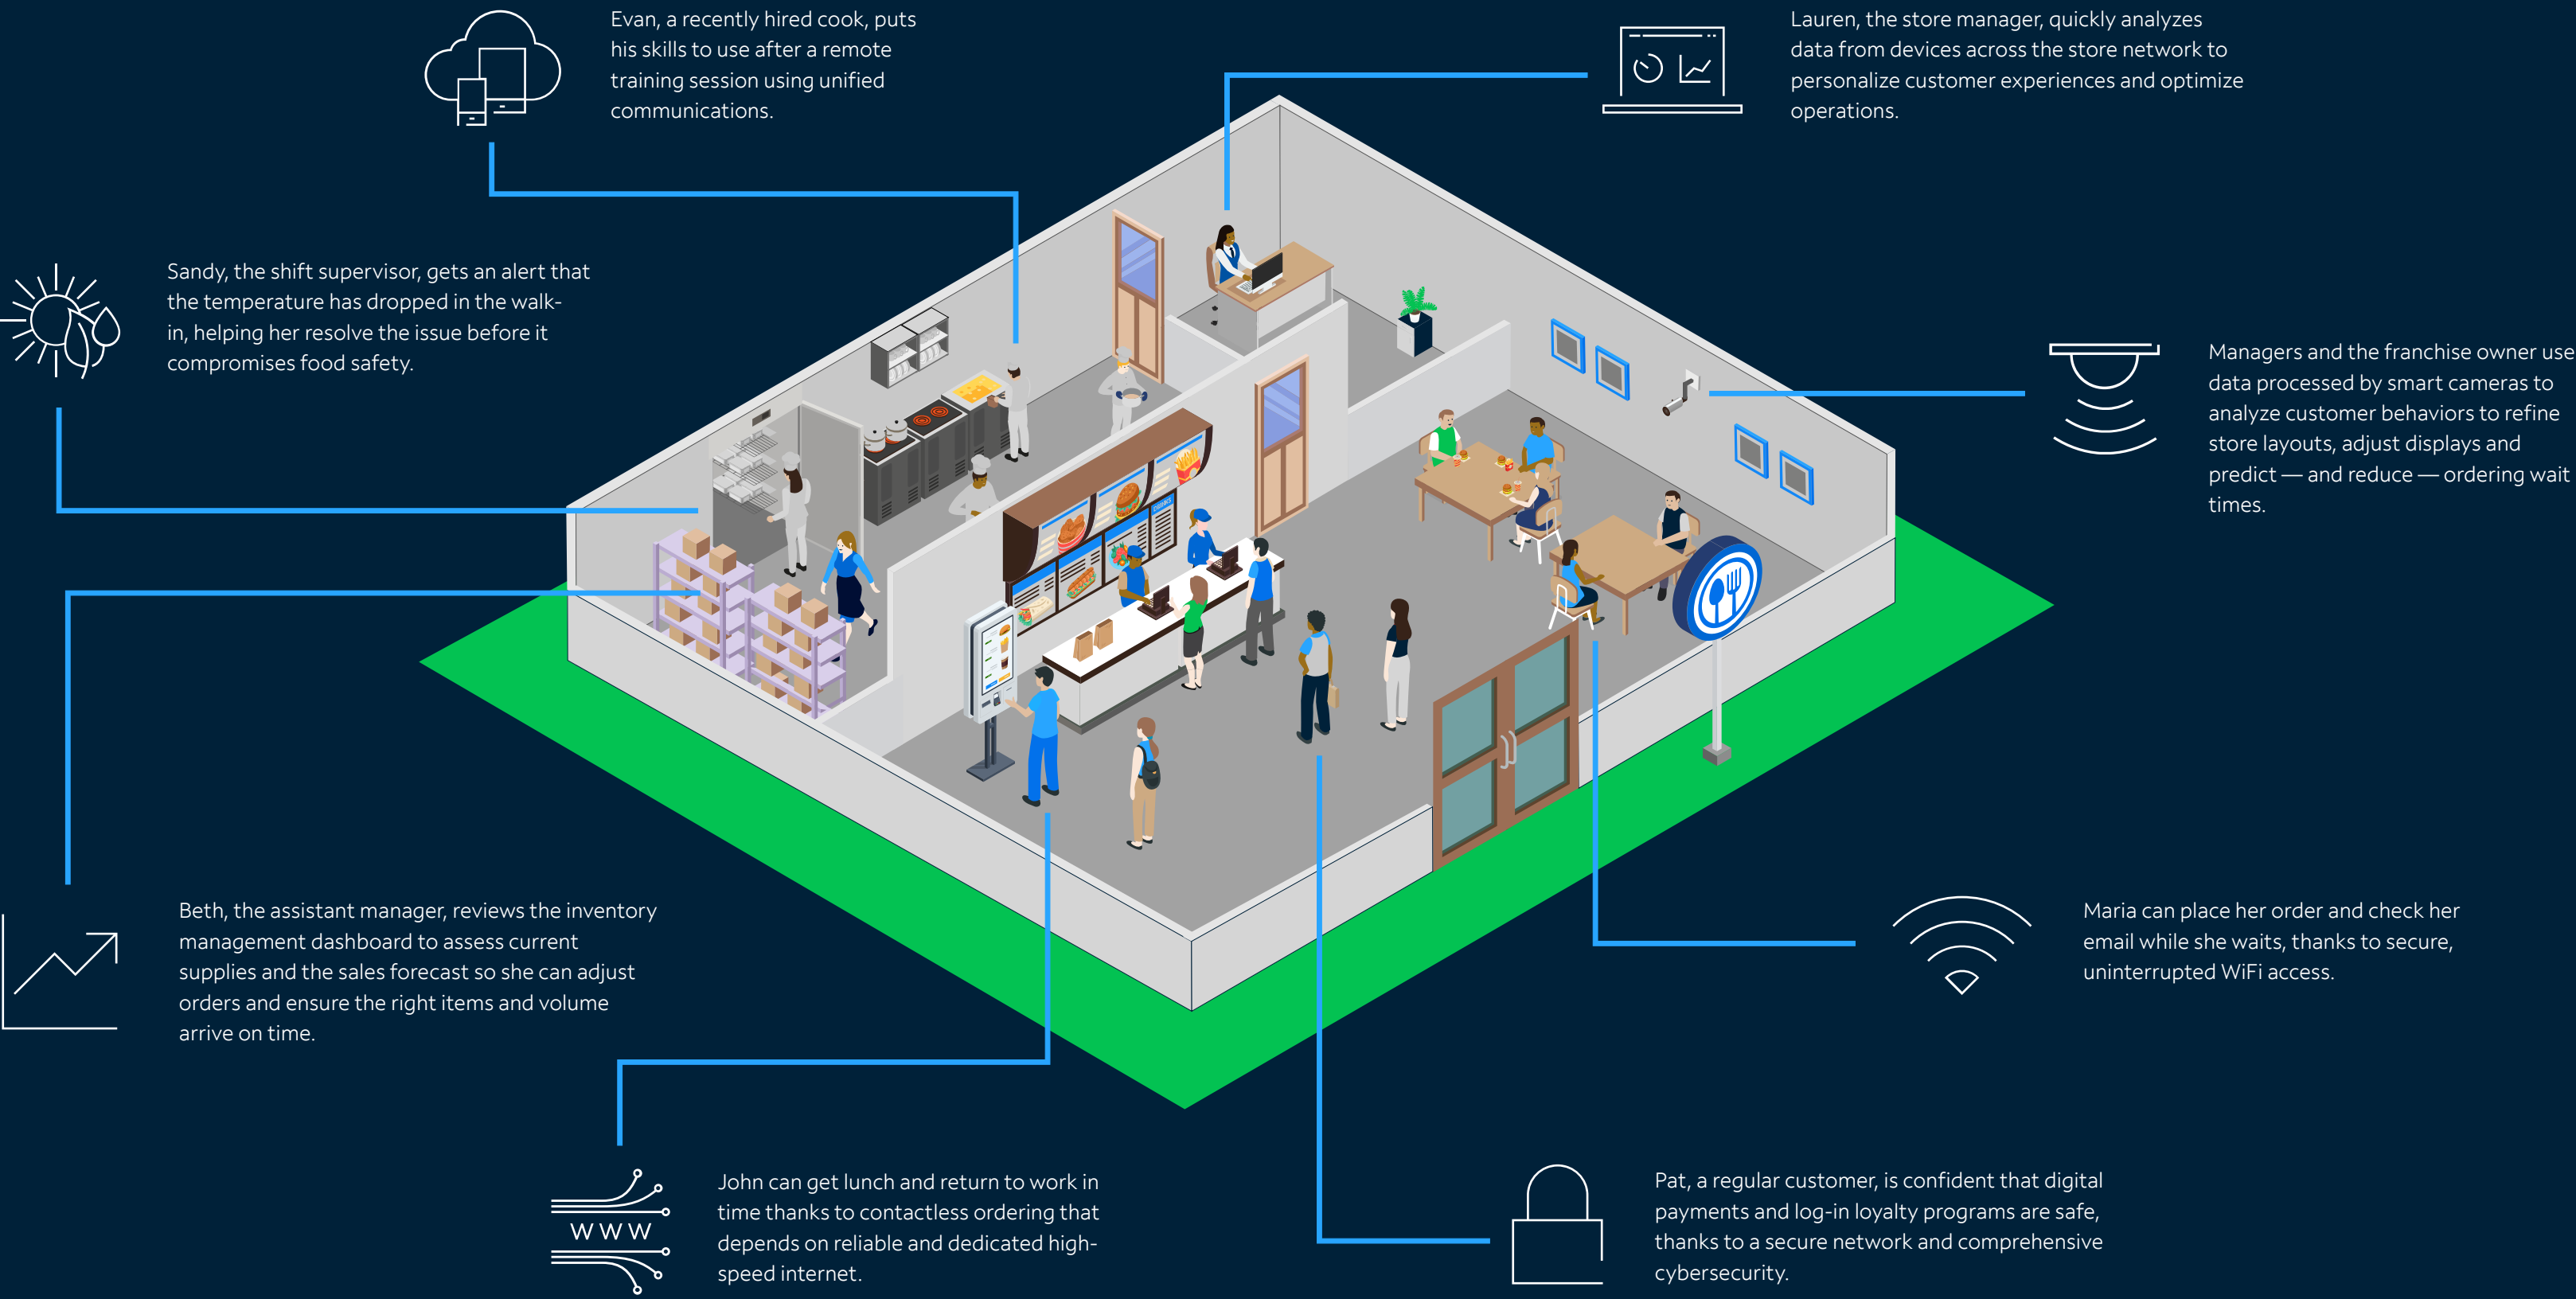 Evan, a recently hired cook, puts
his skills to use after a remote
training session using unified
communications.
Lauren, the store manager, quickly analyzes
data from devices across the store network to
personalize customer experiences and optimize
operations.
Sandy, the shift supervisor, gets an alert that
the temperature has dropped in the walk-
in, helping her resolve the issue before it
compromises food safety.
Managers and the franchise owner use
data processed by smart cameras to
analyze customer behaviors to refine
store layouts, adjust displays and
predict — and reduce — ordering wait
times.
Beth, the assistant manager, reviews the inventory
management dashboard to assess current
supplies and the sales forecast so she can adjust
orders and ensure the right items and volume
arrive on time.
Maria can place her order and check her
email while she waits, thanks to secure,
uninterrupted WiFi access.
WWW
John can get lunch and return to work in
time thanks to contactless ordering that
depends on reliable and dedicated high-
speed internet.
Pat, a regular customer, is confident that digital
payments and log-in loyalty programs are safe,
thanks to a secure network and comprehensive
cybersecurity.